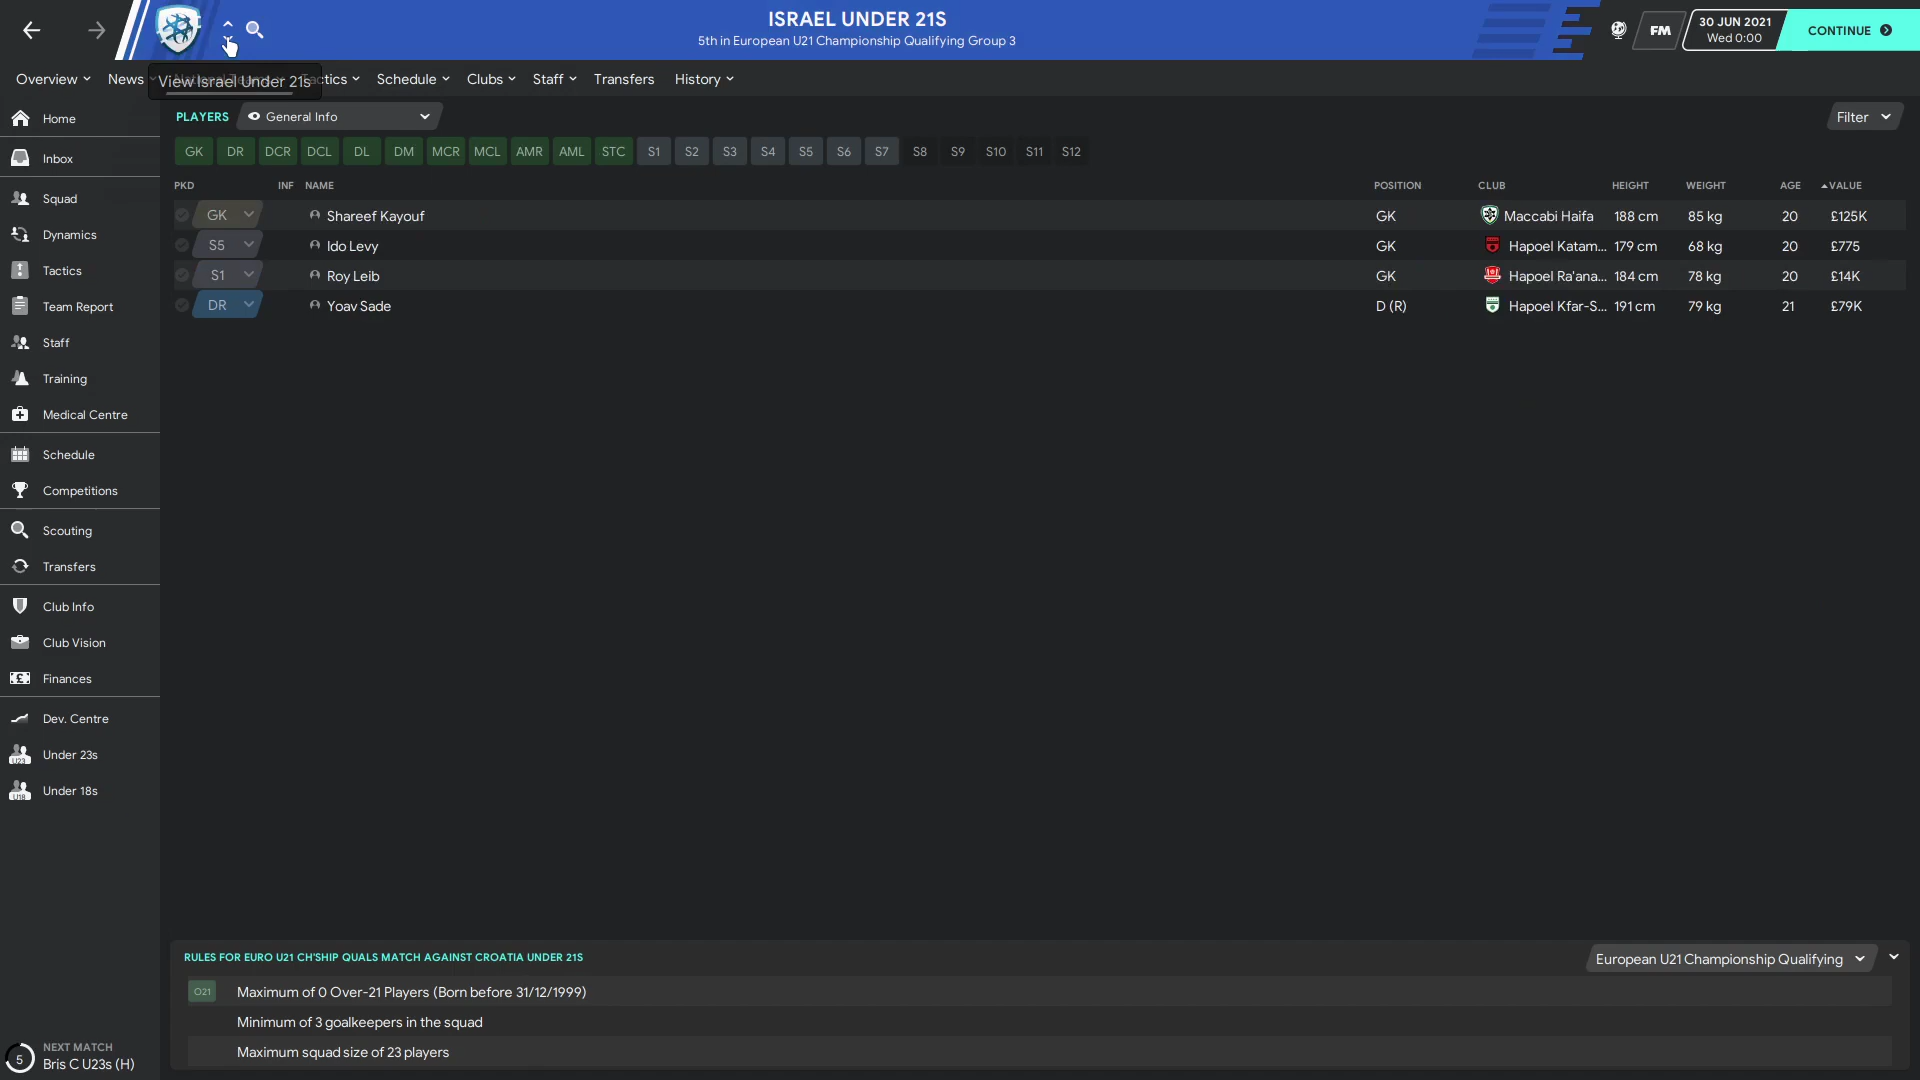 ISRAEL UNDER 21S
5th in European U21 Championship Qualifying Group 3
FM
30 JUN 2021
Wed 0:00
CONTINUE
Overview News Tactics Schedule Clubs Staff Transfers History
View Israel Under 21s
Home
Inbox
Squad
Dynamics
Tactics
Team Report
Staff
Training
Medical Centre
Schedule
Competitions
Scouting
Transfers
Club Info
Club Vision
Finances
Dev. Centre
Under 23s
Under 18s
5 NEXT MATCH
Bris C U23s (H)
PLAYERS General Info Filter
GK DR DCR DCL DL DM MCR MCL AMR AML STC S1 S2 S3 S4 S5 S6 S7 S8 S9 S10 S11 S12
PKD INF NAME POSITION CLUB HEIGHT WEIGHT AGE VALUE
GK Shareef Kayouf GK Maccabi Haifa 188 cm 85 kg 20 £125K
S5 Ido Levy GK Hapoel Katam... 179 cm 68 kg 20 £775
S1 Roy Leib GK Hapoel Ra'ana... 184 cm 78 kg 20 £14K
DR Yoav Sade D (R) Hapoel Kfar-S... 191 cm 79 kg 21 £79K
RULES FOR EURO U21 CH'SHIP QUALS MATCH AGAINST CROATIA UNDER 21S
European U21 Championship Qualifying
O21 Maximum of 0 Over-21 Players (Born before 31/12/1999)
Minimum of 3 goalkeepers in the squad
Maximum squad size of 23 players